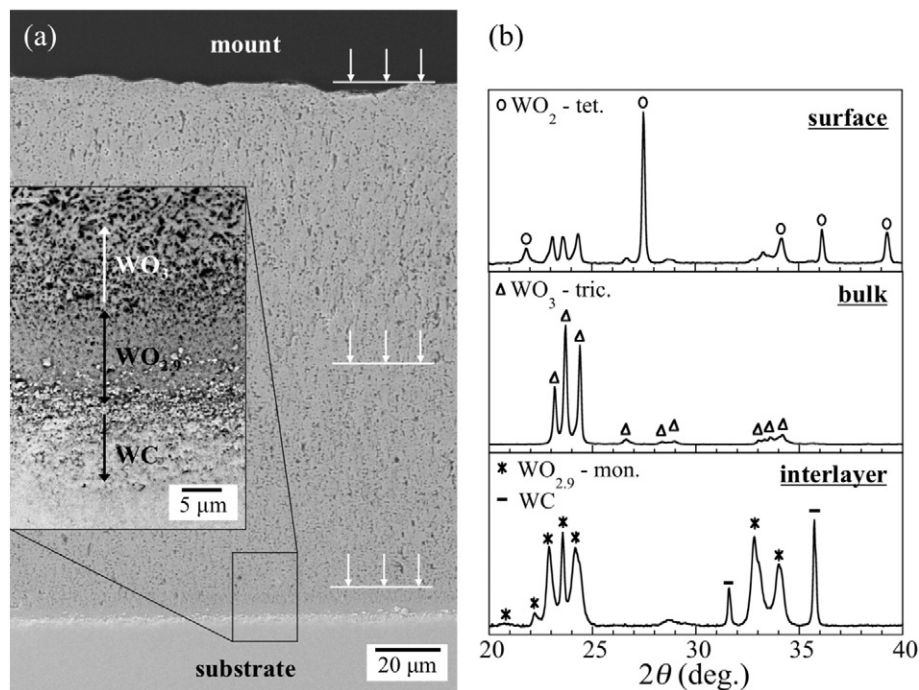 (a)
mount
WO3
WO2.9
WC
5 μm
substrate
20 μm
(b)
WO2 - tet.
surface
WO3 - tric.
bulk
WO2.9 - mon.
interlayer
WC
20 25 30 35 40
2θ (deg.)